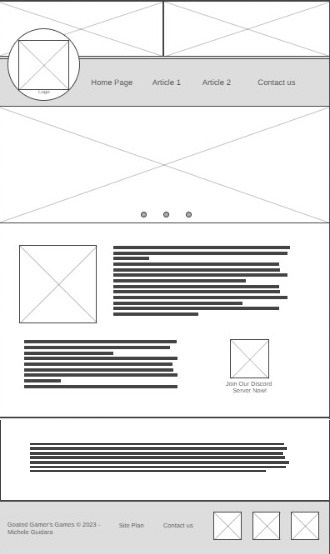 Logo
Home Page Article 1 Article 2 Contact us
Join Our Discord
Server Now!
Goated Gamer's Games © 2023 - Site Plan Contact us
Michele Guidara